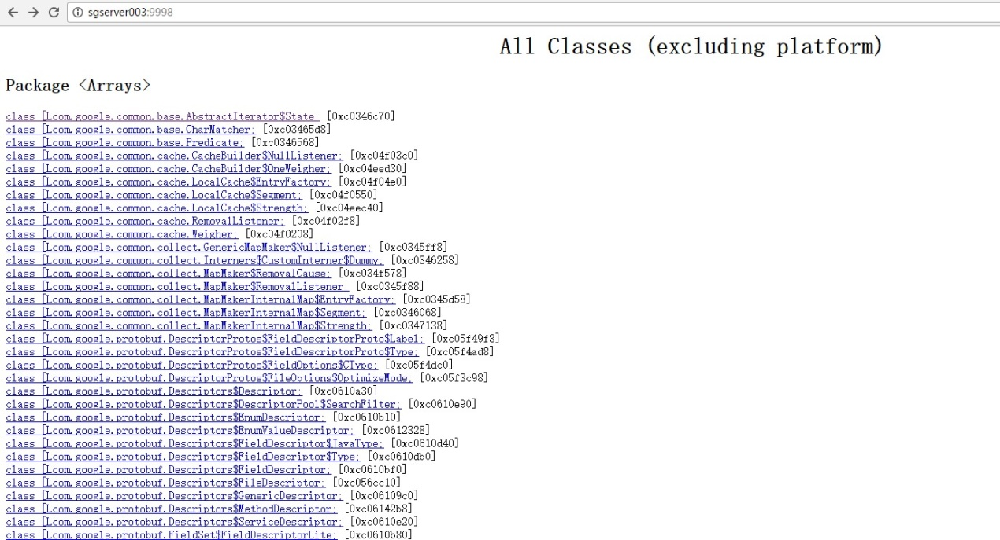 sgserver003:9998
All Classes (excluding platform)
Package <Arrays>
class [Lcom.google.common.base.AbstractIterator$State; [0xc0346c70]
class [Lcom.google.common.base.CharMatcher; [0xc03465d8]
class [Lcom.google.common.base.Predicate; [0xc0346568]
class [Lcom.google.common.cache.CacheBuilder$NullListener; [0xc04f03c0]
class [Lcom.google.common.cache.CacheBuilder$OneWeigher; [0xc04eed30]
class [Lcom.google.common.cache.LocalCache$EntryFactory; [0xc04f04e0]
class [Lcom.google.common.cache.LocalCache$Segment; [0xc04f0550]
class [Lcom.google.common.cache.LocalCache$Strength; [0xc04eec40]
class [Lcom.google.common.cache.RemovalListener; [0xc04f02f8]
class [Lcom.google.common.cache.Weigher; [0xc04f0208]
class [Lcom.google.common.collect.GenericMapMaker$NullListener; [0xc0345ff8]
class [Lcom.google.common.collect.Interners$CustomInterner$Dummy; [0xc0346258]
class [Lcom.google.common.collect.MapMaker$RemovalCause; [0xc034f578]
class [Lcom.google.common.collect.MapMaker$RemovalListener; [0xc0345f88]
class [Lcom.google.common.collect.MapMakerInternalMap$EntryFactory; [0xc0345d58]
class [Lcom.google.common.collect.MapMakerInternalMap$Segment; [0xc0346068]
class [Lcom.google.common.collect.MapMakerInternalMap$Strength; [0xc0347138]
class [Lcom.google.protobuf.DescriptorProtos$FieldDescriptorProto$Label; [0xc05f49f8]
class [Lcom.google.protobuf.DescriptorProtos$FieldDescriptorProto$Type; [0xc05f4ad8]
class [Lcom.google.protobuf.DescriptorProtos$FieldOptions$CType; [0xc05f4dc0]
class [Lcom.google.protobuf.DescriptorProtos$FileOptions$OptimizeMode; [0xc05f3c98]
class [Lcom.google.protobuf.Descriptors$Descriptor; [0xc0610a30]
class [Lcom.google.protobuf.Descriptors$DescriptorPool$SearchFilter; [0xc0610e90]
class [Lcom.google.protobuf.Descriptors$EnumDescriptor; [0xc0610b10]
class [Lcom.google.protobuf.Descriptors$EnumValueDescriptor; [0xc0612328]
class [Lcom.google.protobuf.Descriptors$FieldDescriptor$JavaType; [0xc0610d40]
class [Lcom.google.protobuf.Descriptors$FieldDescriptor$Type; [0xc0610db0]
class [Lcom.google.protobuf.Descriptors$FieldDescriptor; [0xc0610bf0]
class [Lcom.google.protobuf.Descriptors$FileDescriptor; [0xc056cc10]
class [Lcom.google.protobuf.Descriptors$GenericDescriptor; [0xc06109c0]
class [Lcom.google.protobuf.Descriptors$MethodDescriptor; [0xc06142b8]
class [Lcom.google.protobuf.Descriptors$ServiceDescriptor; [0xc0610e20]
class [Lcom.google.protobuf.FieldSet$FieldDescriptorLite; [0xc0610b80]